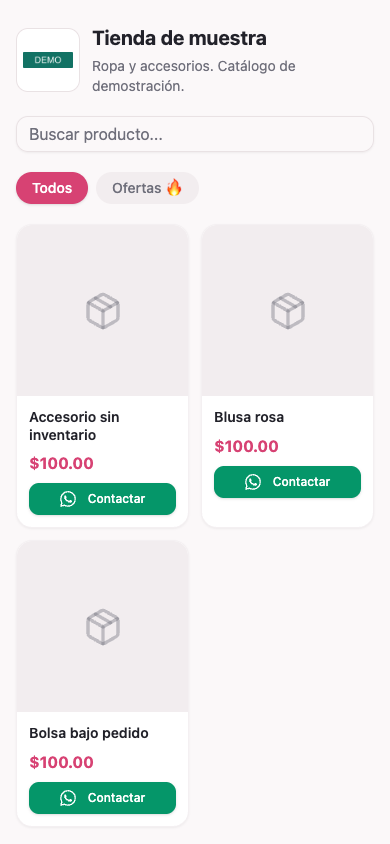 DEMO
Tienda de muestra
Ropa y accesorios. Catálogo de
demostración.
Buscar producto...
Todos
Ofertas 🔥
Accesorio sin
inventario
$100.00
Contactar
Blusa rosa
$100.00
Contactar
Bolsa bajo pedido
$100.00
Contactar